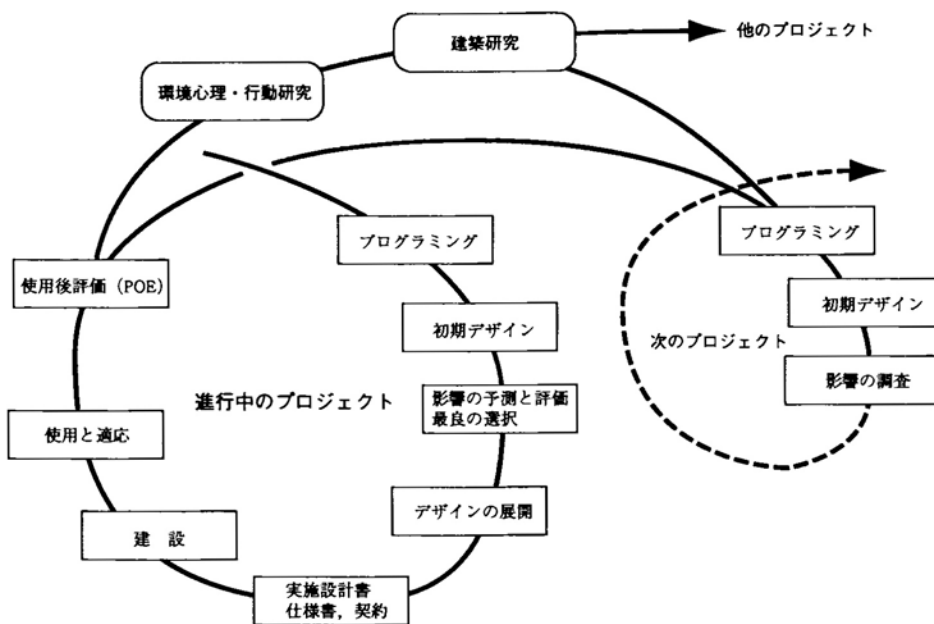 建築研究
他のプロジェクト
環境心理・行動研究
プログラミング
プログラミング
使用後評価（POE）
初期デザイン
初期デザイン
次のプロジェクト
影響の調査
進行中のプロジェクト
影響の予測と評価
最良の選択
使用と適応
デザインの展開
建　設
実施設計書
仕様書，契約